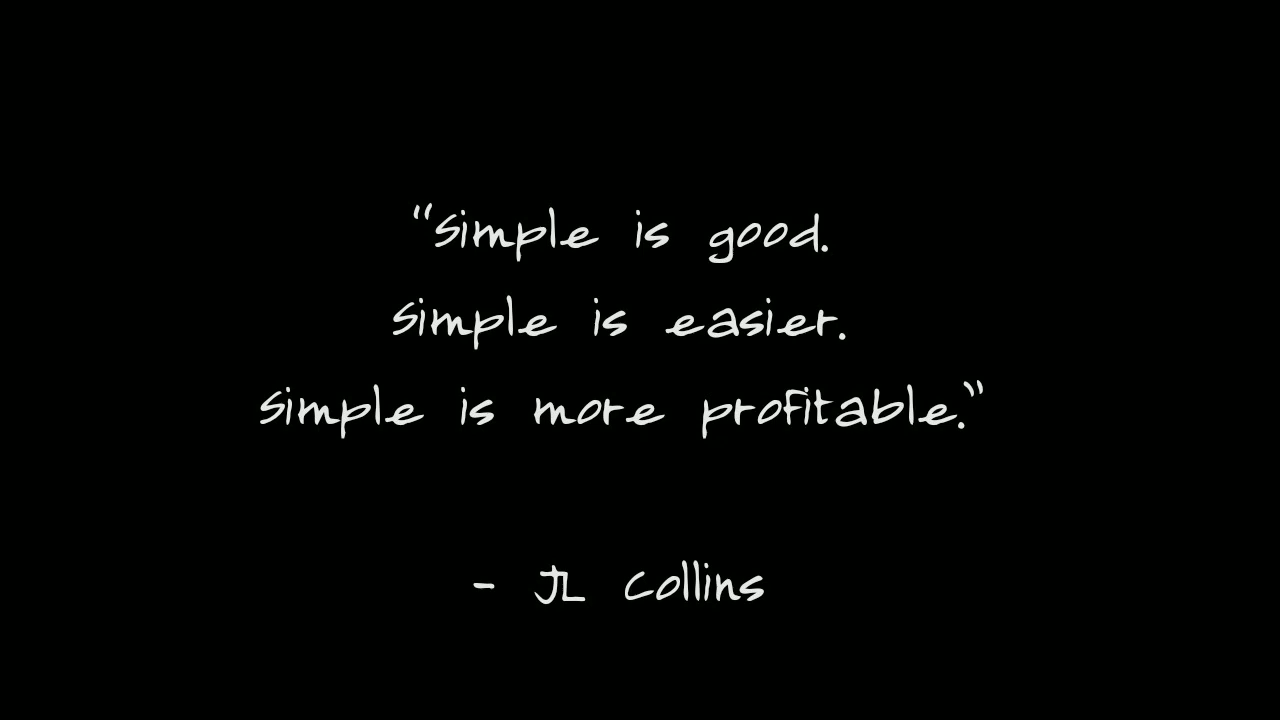 "Simple is good.
Simple is easier.
Simple is more profitable."
- JL Collins